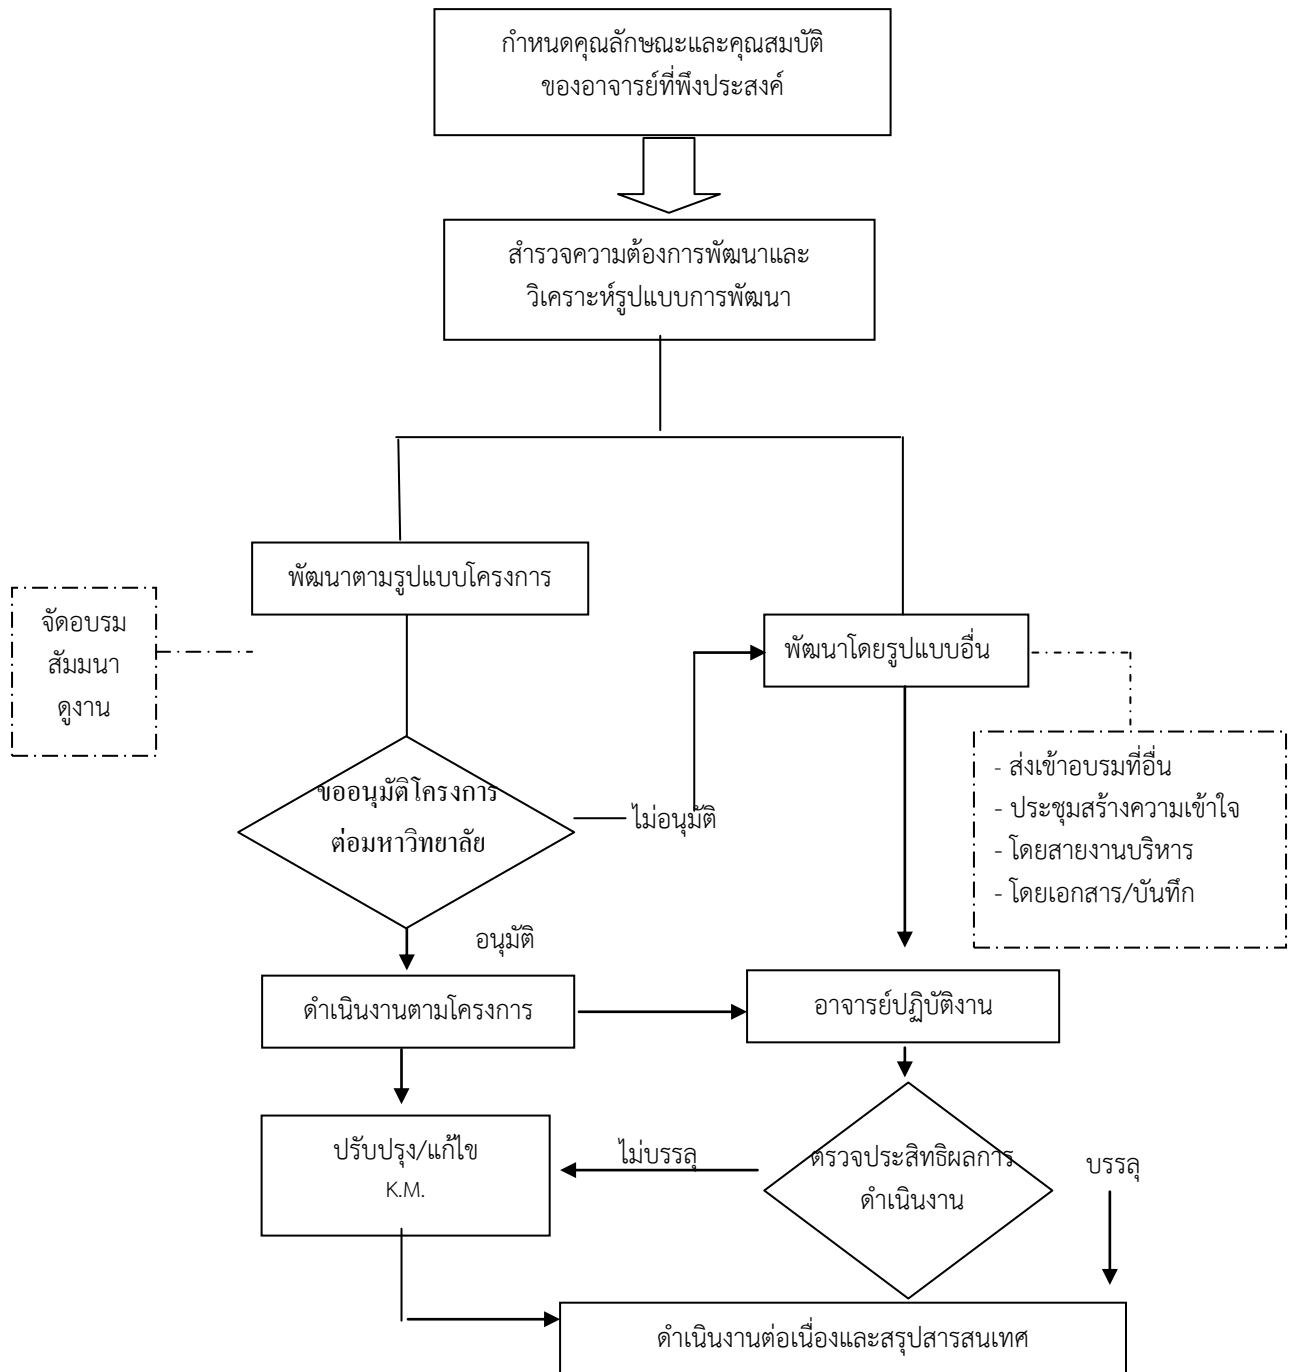 กำหนดคุณลักษณะและคุณสมบัติ
ของอาจารย์ที่พึงประสงค์
สำรวจความต้องการพัฒนาและ
วิเคราะห์รูปแบบการพัฒนา
พัฒนาตามรูปแบบโครงการ
จัดอบรม
สัมมนา
ดูงาน
พัฒนาโดยรูปแบบอื่น
- ส่งเข้าอบรมที่อื่น
- ประชุมสร้างความเข้าใจ
- โดยสายงานบริหาร
- โดยเอกสาร/บันทึก
ขออนุมัติโครงการ
ต่อมหาวิทยาลัย
ไม่อนุมัติ
อนุมัติ
ดำเนินงานตามโครงการ
อาจารย์ปฏิบัติงาน
ปรับปรุง/แก้ไข
K.M.
ไม่บรรลุ
ตรวจประสิทธิผลการ
ดำเนินงาน
บรรลุ
ดำเนินงานต่อเนื่องและสรุปสารสนเทศ